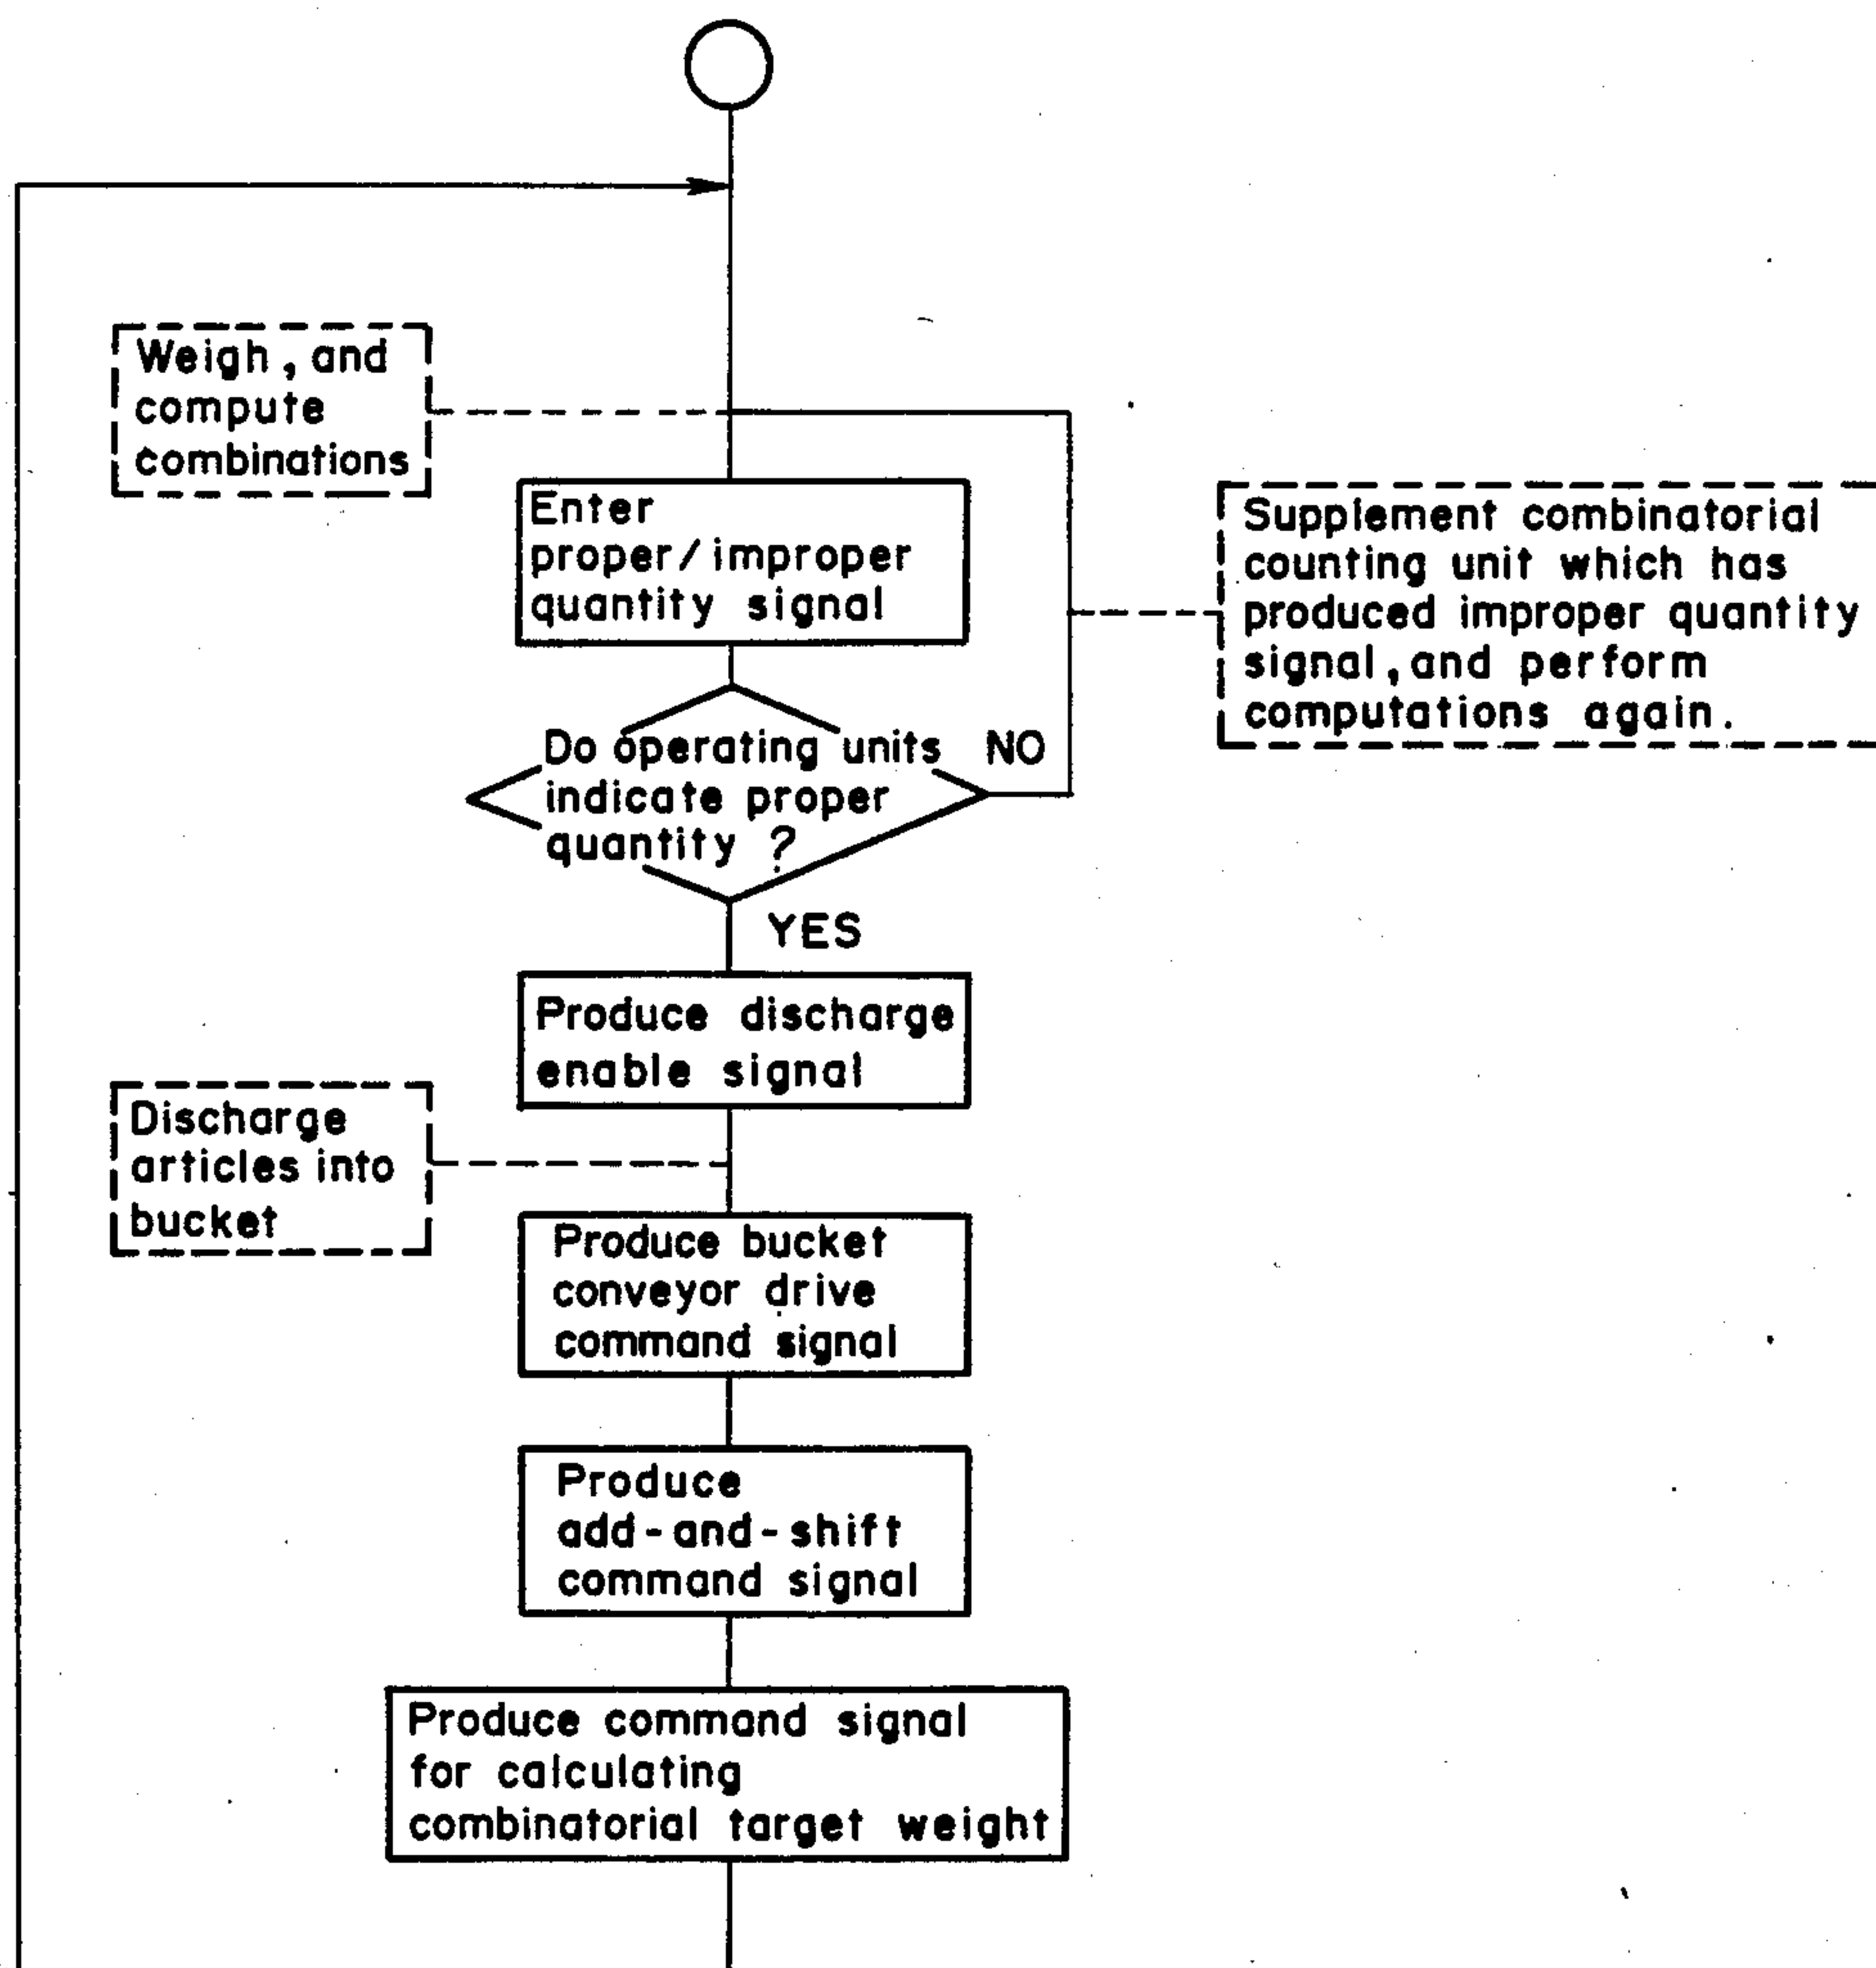 Weigh, and
compute
combinations
Enter
proper/improper
quantity signal
Supplement combinatorial
counting unit which has
produced improper quantity
signal, and perform
computations again.
Do operating units
indicate proper
quantity ?
NO
YES
Produce discharge
enable signal
Discharge
articles into
bucket
Produce bucket
conveyor drive
command signal
Produce
add-and-shift
command signal
Produce command signal
for calculating
combinatorial target weight